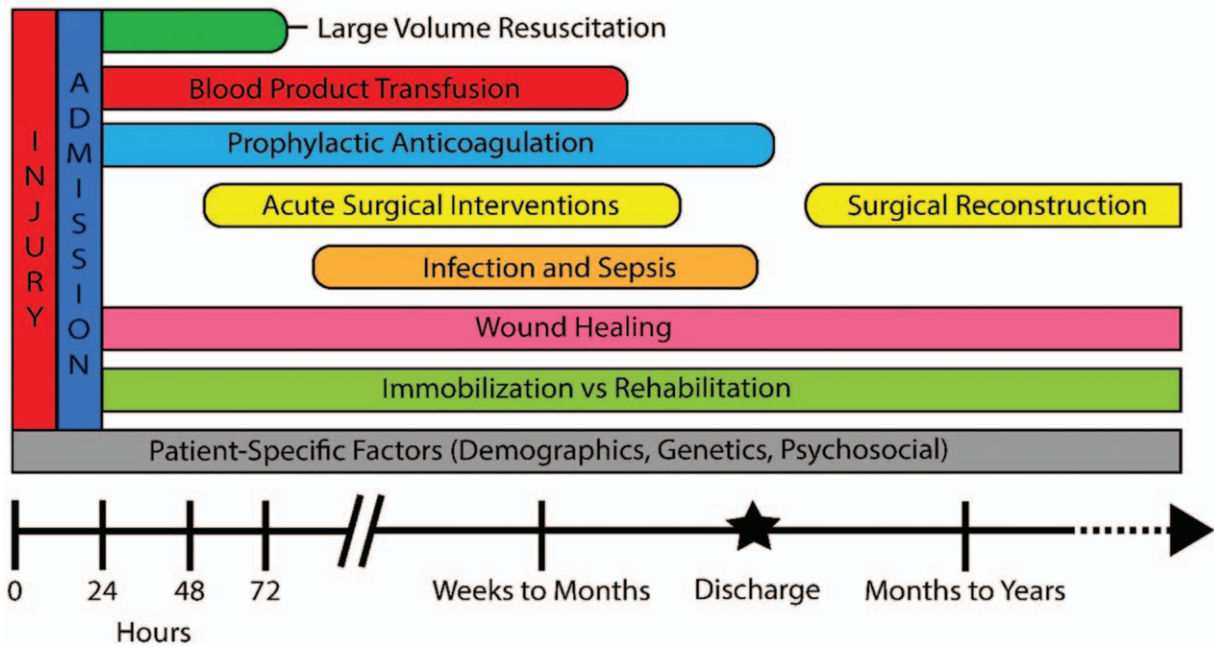 INJURY
ADMISSION
Large Volume Resuscitation
Blood Product Transfusion
Prophylactic Anticoagulation
Acute Surgical Interventions
Surgical Reconstruction
Infection and Sepsis
Wound Healing
Immobilization vs Rehabilitation
Patient-Specific Factors (Demographics, Genetics, Psychosocial)
0 24 48 72 Weeks to Months Discharge Months to Years
Hours